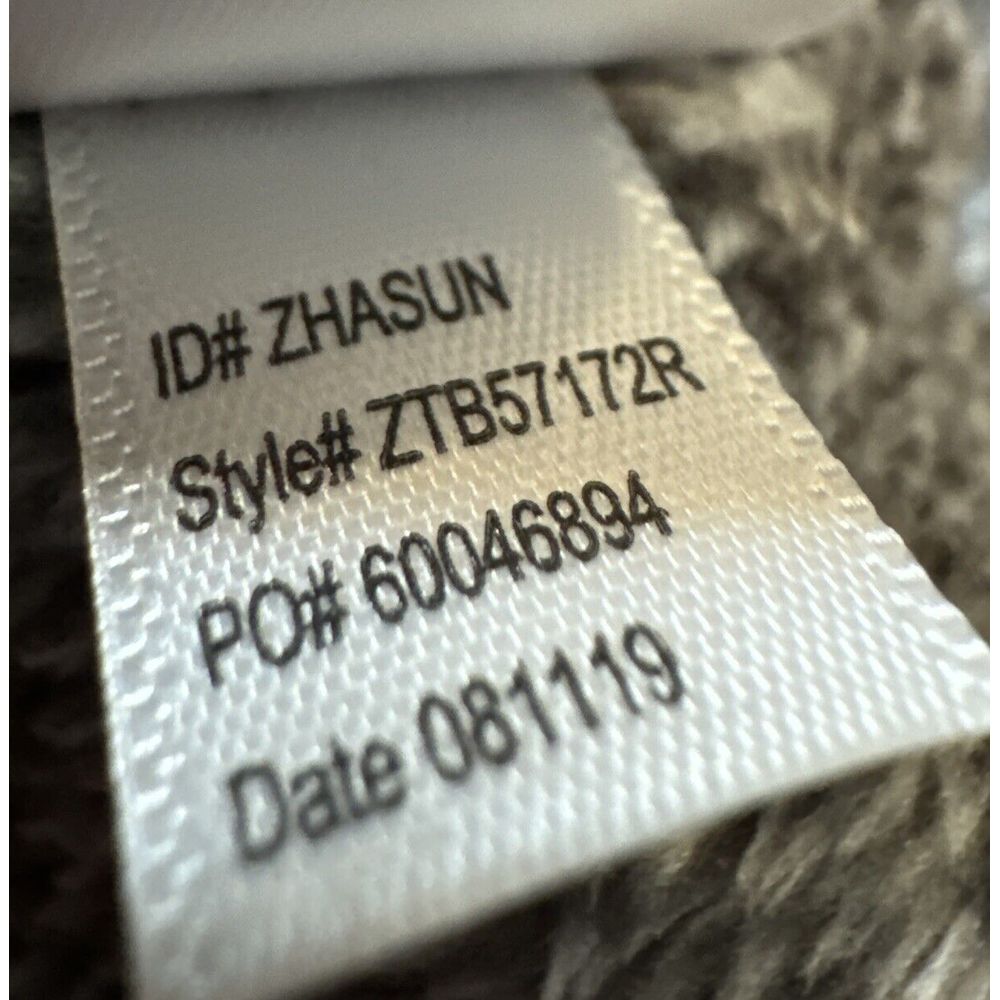 ID# ZHASUN
Style# ZTB57172R
PO# 60046894
Date 081119